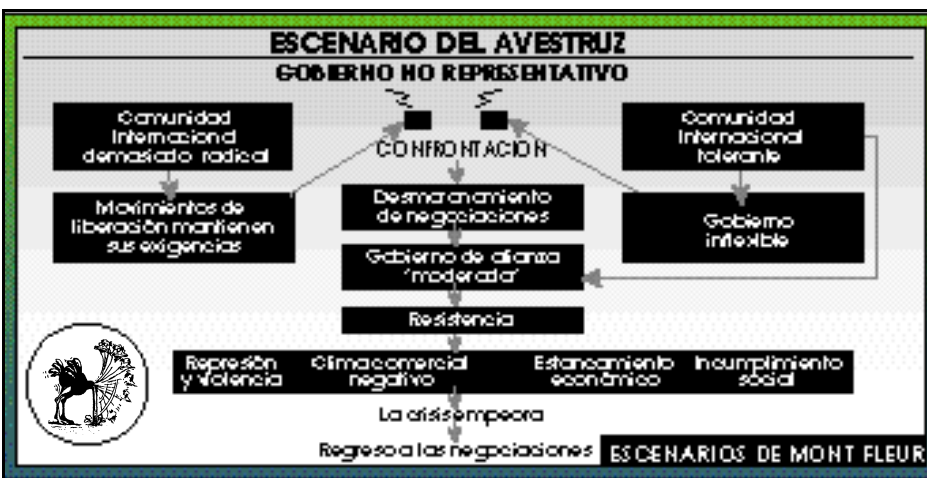 ESCENARIO DEL AVESTRUZ
GOBIERNO NO REPRESENTATIVO
Comunidad
Internacional
demasiado radical
CONFRONTACION
Comunidad
Internacional
tolerante
Movimientos de
liberación mantienen
sus exigencias
Desmoronamiento
de negociaciones
Gobierno
inflexible
Gobierno de alianza
'moderada'
Resistencia
Represión
y violencia
Clima comercial
negativo
Estancamiento
económico
Incumplimiento
social
La crisis empeora
Regreso a las negociaciones
ESCENARIOS DE MONT FLEUR